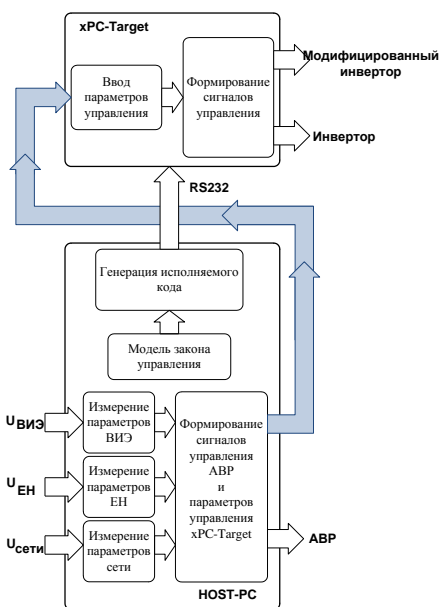 xPC-Target
Ввод
параметров
управления
Формирование
сигналов
управления
Модифицированный
инвертор
Инвертор
RS232
Генерация исполняемого
кода
Модель закона
управления
UВИЭ
Измерение
параметров
ВИЭ
UЕН
Измерение
параметров
ЕН
Uсети
Измерение
параметров
сети
Формирование
сигналов
управления
АВР
и
параметров
управления
xPC-Target
АВР
HOST-PC